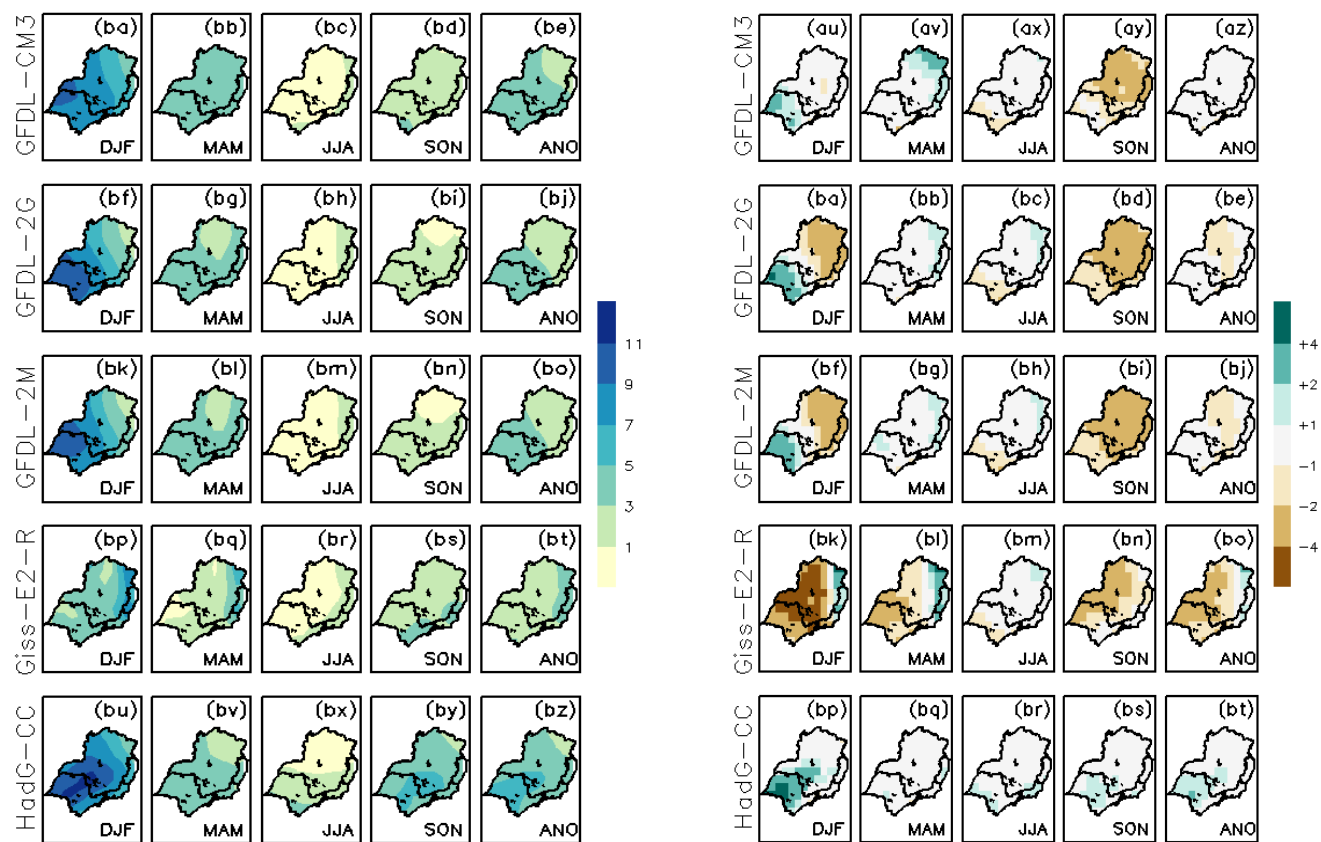 GFDL-CM3
(ba) (bb) (bc) (bd) (be)
DJF MAM JJA SON ANO
(au) (av) (ax) (ay) (az)
GFDL-CM3
DJF MAM JJA SON ANO
GFDL-2G
(bf) (bg) (bh) (bi) (bj)
DJF MAM JJA SON ANO
GFDL-2G
(ba) (bb) (bc) (bd) (be)
DJF MAM JJA SON ANO
GFDL-2M
(bk) (bl) (bm) (bn) (bo)
DJF MAM JJA SON ANO
GFDL-2M
(bf) (bg) (bh) (bi) (bj)
DJF MAM JJA SON ANO
Giss-E2-R
(bp) (bq) (br) (bs) (bt)
DJF MAM JJA SON ANO
Giss-E2-R
(bk) (bl) (bm) (bn) (bo)
DJF MAM JJA SON ANO
HadG-CC
(bu) (bv) (bx) (by) (bz)
DJF MAM JJA SON ANO
HadG-CC
(bp) (bq) (br) (bs) (bt)
DJF MAM JJA SON ANO
11
9
7
5
3
1
+4
+2
+1
-1
-2
-4